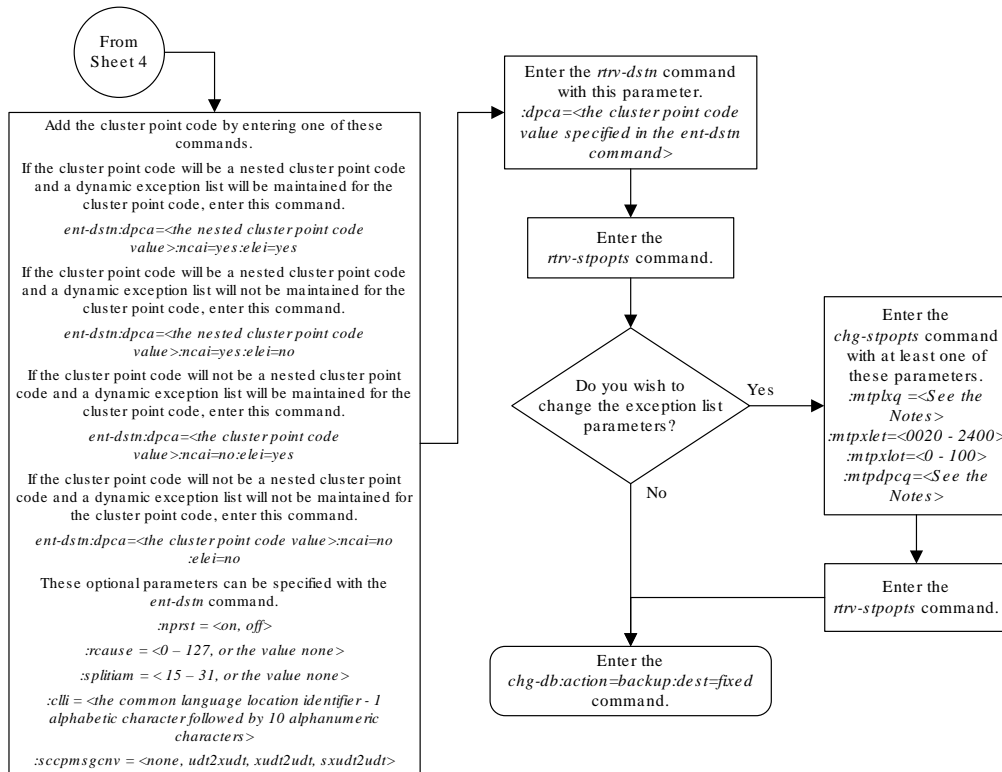 From
Sheet 4
Add the cluster point code by entering one of these
commands.
If the cluster point code will be a nested cluster point code
and a dynamic exception list will be maintained for the
cluster point code, enter this command.
ent-dstn:dpca=<the nested cluster point code
value>:ncai=yes:elei=yes
If the cluster point code will be a nested cluster point code
and a dynamic exception list will not be maintained for the
cluster point code, enter this command.
ent-dstn:dpca=<the nested cluster point code
value>:ncai=yes:elei=no
If the cluster point code will not be a nested cluster point
code and a dynamic exception list will be maintained for the
cluster point code, enter this command.
ent-dstn:dpca=<the cluster point code
value>:ncai=no:elei=yes
If the cluster point code will not be a nested cluster point
code and a dynamic exception list will not be maintained for
the cluster point code, enter this command.
ent-dstn:dpca=<the cluster point code value>:ncai=no
:elei=no
These optional parameters can be specified with the
ent-dstn command.
:nprst = <on, off>
:rcause = <0 – 127, or the value none>
:splitiam = < 15 – 31, or the value none>
:clli = <the common language location identifier - 1
alphabetic character followed by 10 alphanumeric
characters>
:sccpmsgcnv = <none, udt2xudt, xudt2udt, sxudt2udt>
Enter the rtrv-dstn command
with this parameter.
:dpca=<the cluster point code
value specified in the ent-dstn
command>
Enter the
rtrv-stpopts command.
Do you wish to
change the exception list
parameters?
Yes
No
Enter the
chg-stpopts command
with at least one of
these parameters.
:mtplxq =<See the
Notes>
:mtpxlet=<0020 - 2400>
:mtpxlot=<0 - 100>
:mtpdpcq=<See the
Notes>
Enter the
rtrv-stpopts command.
Enter the
chg-db:action=backup:dest=fixed
command.